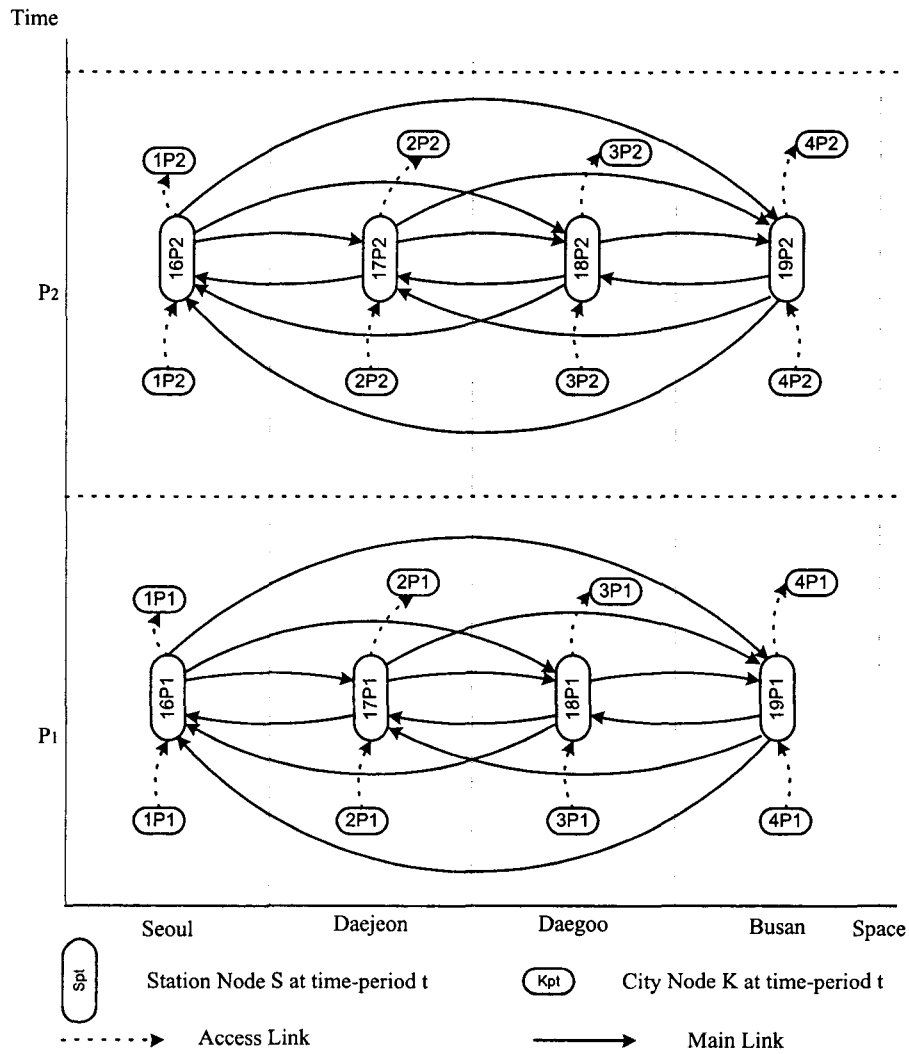 Time
2P2
4P2
1P2
3P2
16P2
17P2
18P2
19P2
P2
1P2
2P2
3P2
4P2
2P1
4P1
1P1
3P1
16P1
17P1
18P1
19P1
P1
1P1
2P1
3P1
4P1
Seoul Daejeon Daegoo Busan Space
Spt Station Node S at time-period t Kpt City Node K at time-period t
Access Link Main Link